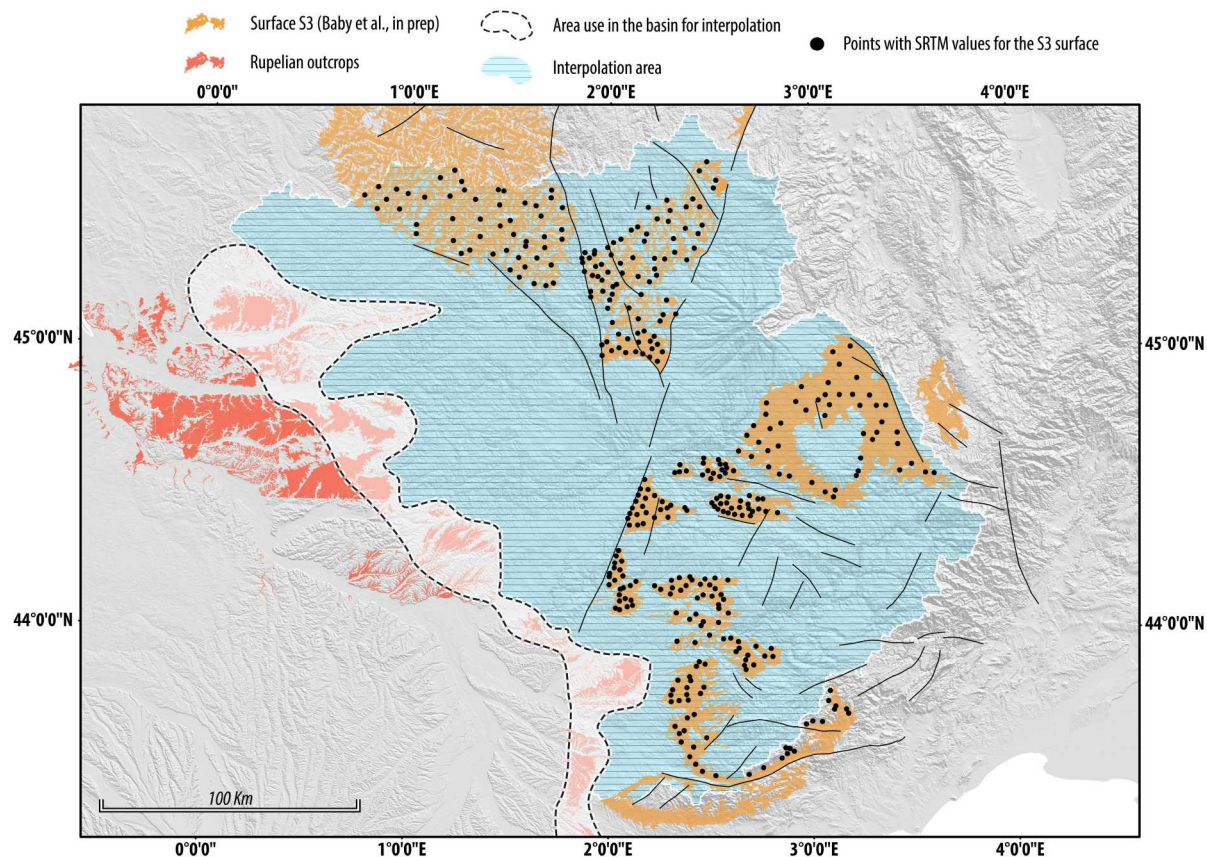 Surface S3 (Baby et al., in prep)
Area use in the basin for interpolation
Points with SRTM values for the S3 surface
Rupelian outcrops
Interpolation area
0°0'0" 1°0'0"E 2°0'0"E 3°0'0"E 4°0'0"E
45°0'0"N 45°0'0"N
44°0'0"N 44°0'0"N
100 Km
0°0'0" 1°0'0"E 2°0'0"E 3°0'0"E 4°0'0"E